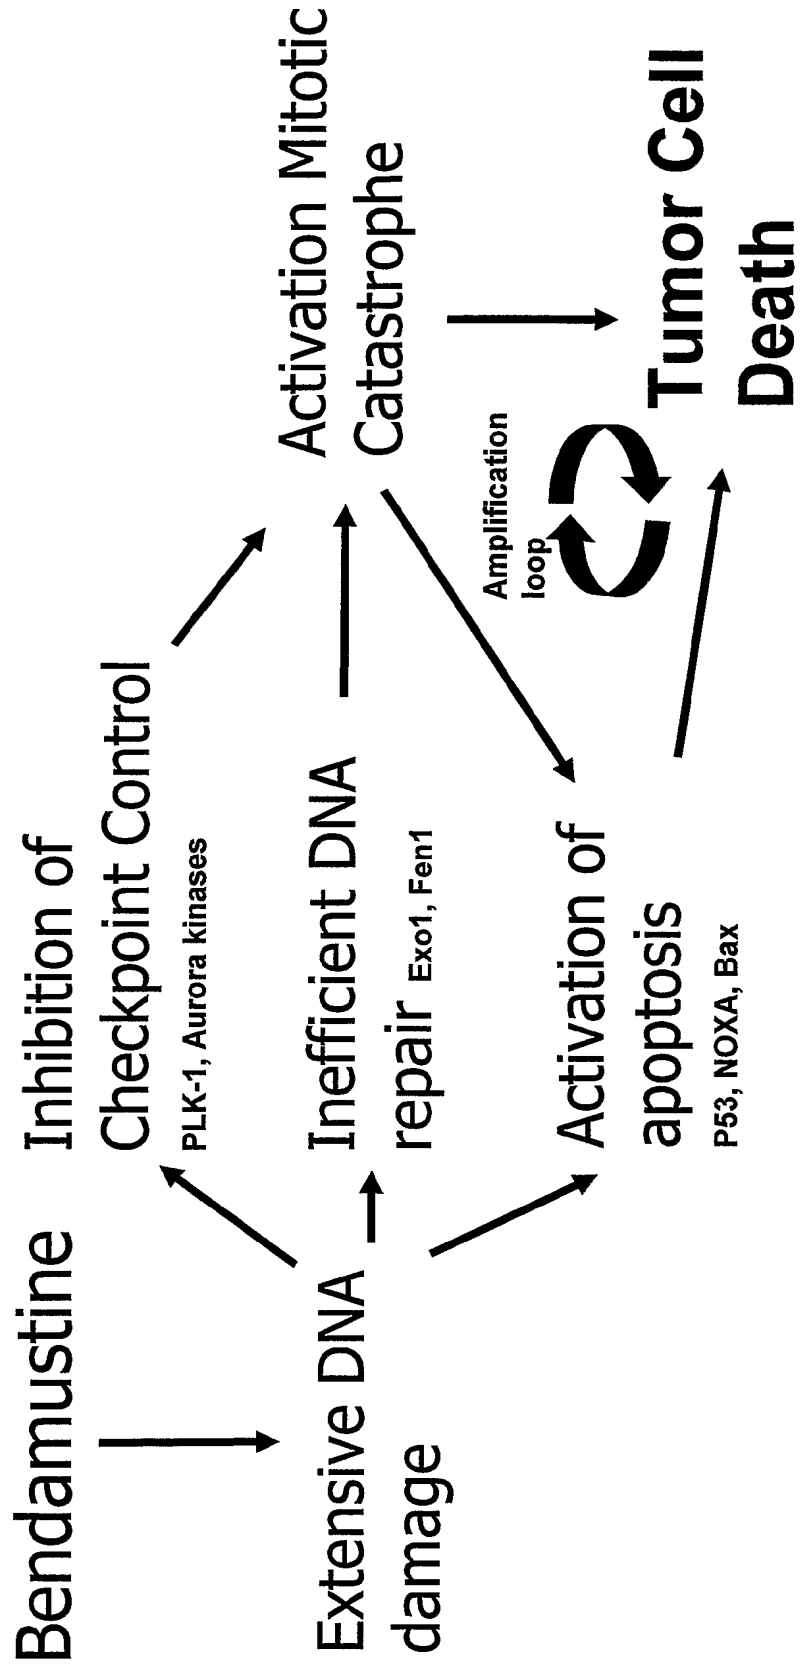 Bendamustine
Extensive DNA
damage
Inhibition of
Checkpoint Control
PLK-1, Aurora kinases
Inefficient DNA
repair Exo1, Fen1
Activation of
apoptosis
P53, NOXA, Bax
Activation Mitotic
Catastrophe
Amplification
loop
Tumor Cell
Death